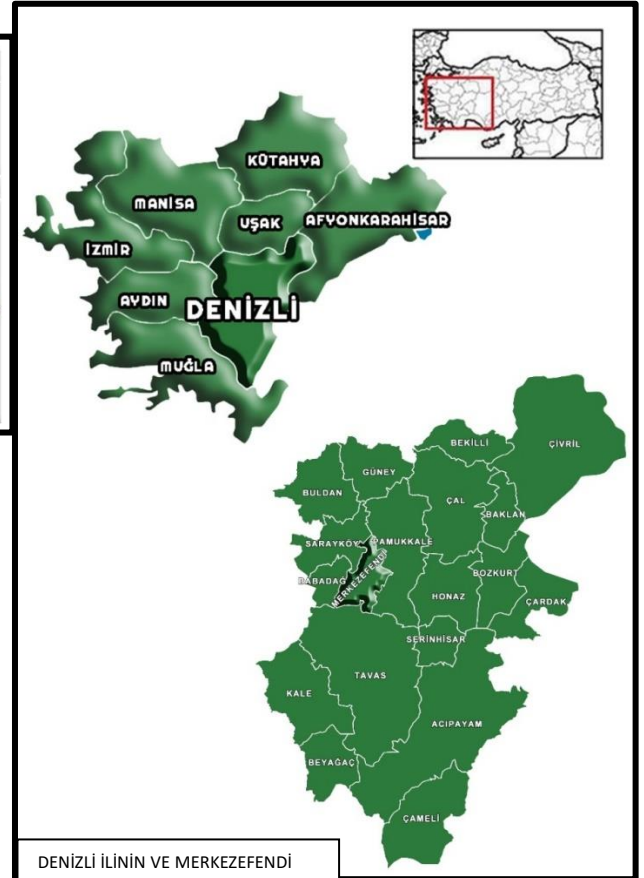 KÜTAHYA
MANİSA
UŞAK
AFYONKARAHİSAR
İZMİR
AYDIN
DENİZLİ
MUĞLA
BEKİLLİ
ÇİVRİL
GÜNEY
BULDAN
ÇAL
BAKLAN
SARAYKÖY
PAMUKKALE
BABADAĞ
MERKEZEFENDİ
BOZKURT
HONAZ
ÇARDAK
SERİNHİSAR
TAVAS
KALE
ACIPAYAM
BEYAĞAÇ
ÇAMELİ
DENİZLİ İLİNİN VE MERKEZEFENDİ